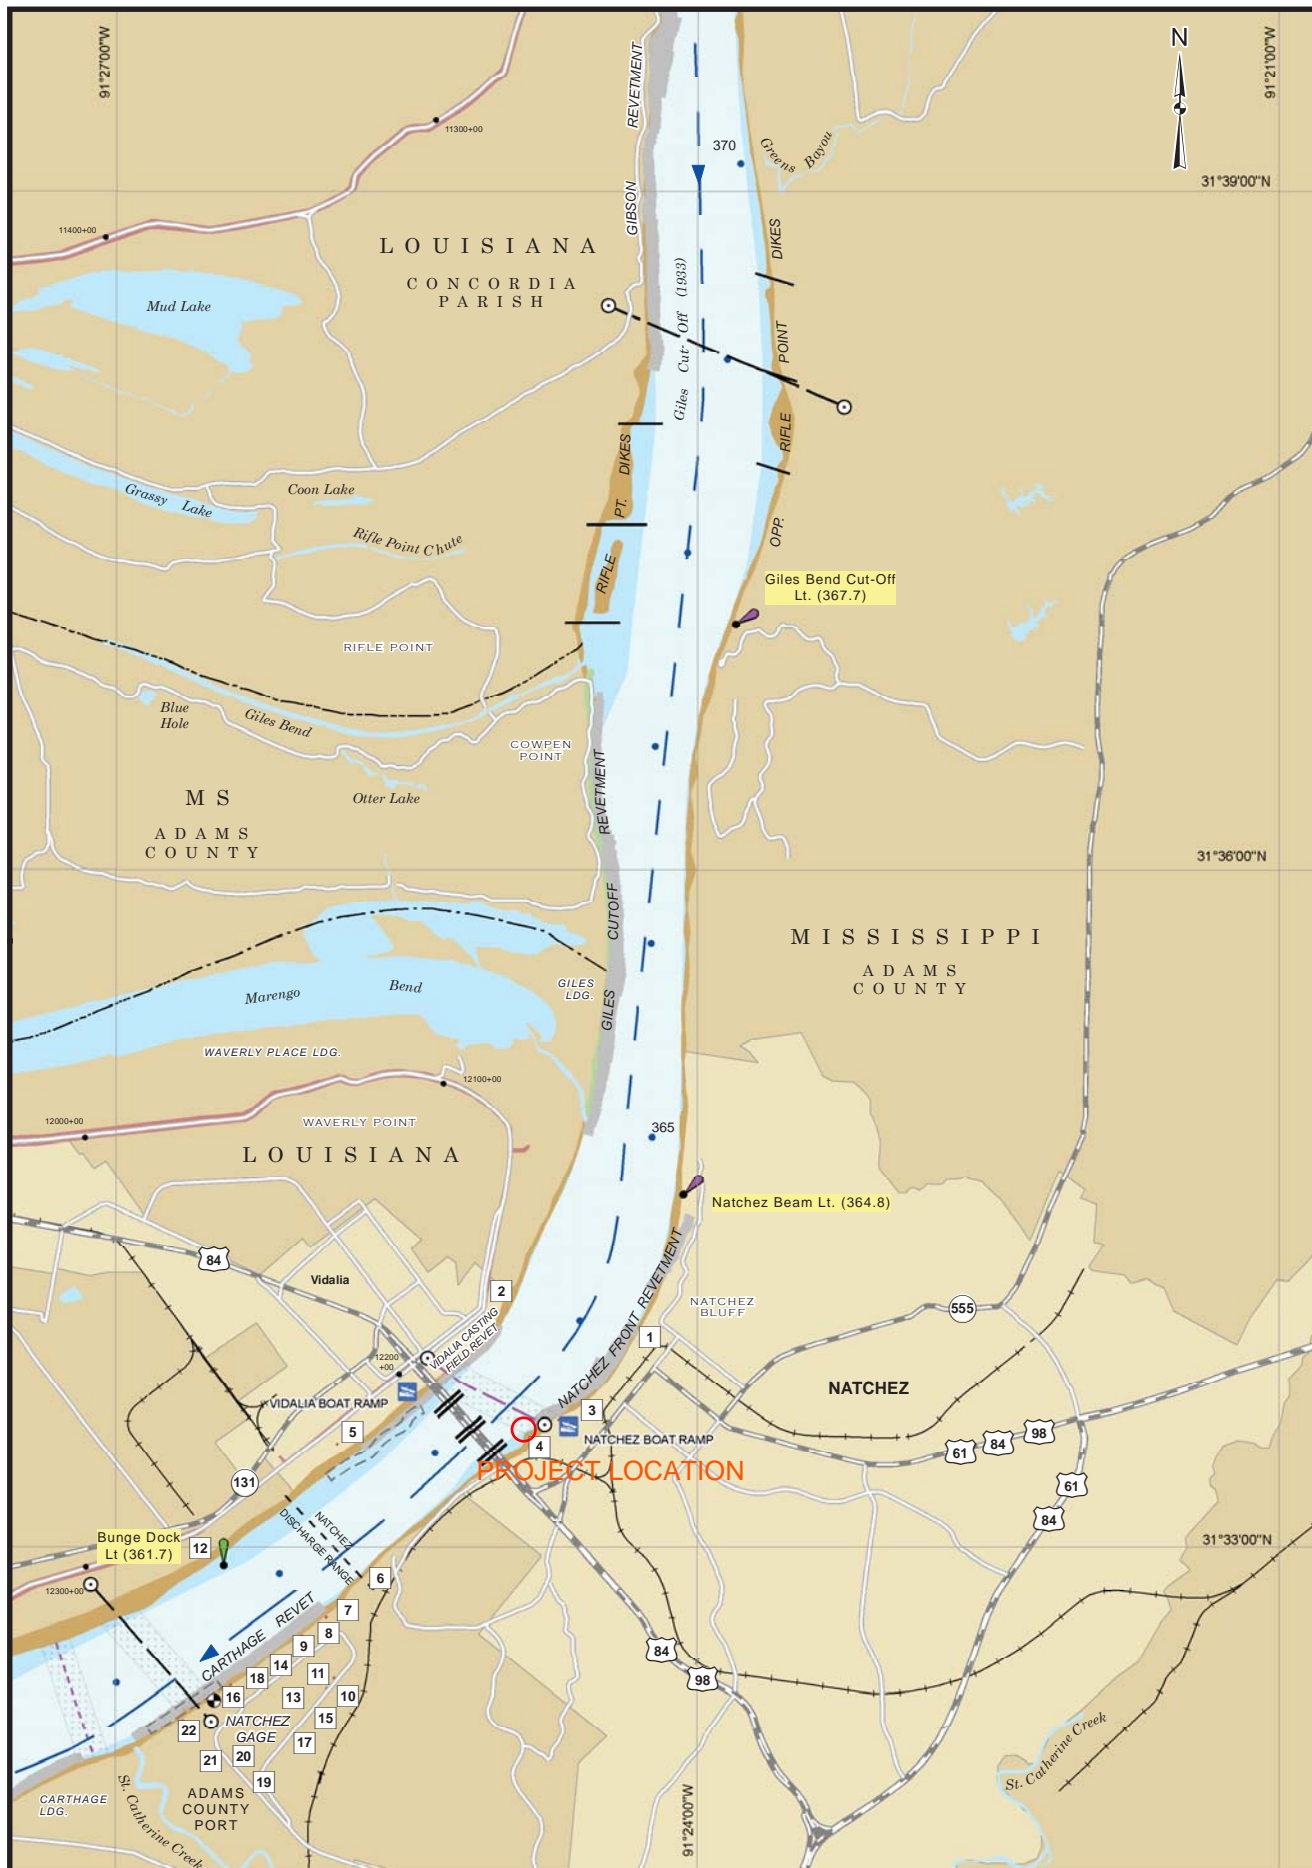 91°27'00"W
91°21'00"W
N
GIBSON REVETMENT
11300+00
370
Greens Bayou
31°39'00"N
11400+00
LOUISIANA
CONCORDIA
PARISH
Mud Lake
Giles Cut-Off (1933)
OPP. RIFLE POINT DIKES
RIFLE PT. DIKES
Grassy Lake
Coon Lake
Rifle Point Chute
Giles Bend Cut-Off
Lt. (367.7)
RIFLE POINT
Blue
Hole
Giles Bend
COWPEN
POINT
Otter Lake
MS
ADAMS
COUNTY
GILES CUTOFF REVETMENT
31°36'00"N
MISSISSIPPI
ADAMS
COUNTY
Marengo Bend
GILES
LDG.
WAVERLY PLACE LDG.
12100+00
12000+00
WAVERLY POINT
365
LOUISIANA
Natchez Beam Lt. (364.8)
84
Vidalia
2
NATCHEZ
BLUFF
555
NATCHEZ FRONT REVETMENT
1
VIDALIA CASTING
FIELD REVET
12200
+00
NATCHEZ
VIDALIA BOAT RAMP
5
3
4
NATCHEZ BOAT RAMP
61
84
98
PROJECT LOCATION
131
61
84
NATCHEZ
DISCHARGE RANGE
Bunge Dock
Lt (361.7)
12
31°33'00"N
12300+00
6
7
CARTHAGE REVET
8
9
14
18
11
16
13
10
15
22
NATCHEZ
GAGE
17
21
20
19
84
98
St. Catherine Creek
CARTHAGE
LDG.
St. Catherine Creek
ADAMS
COUNTY
PORT
91°24'00"W